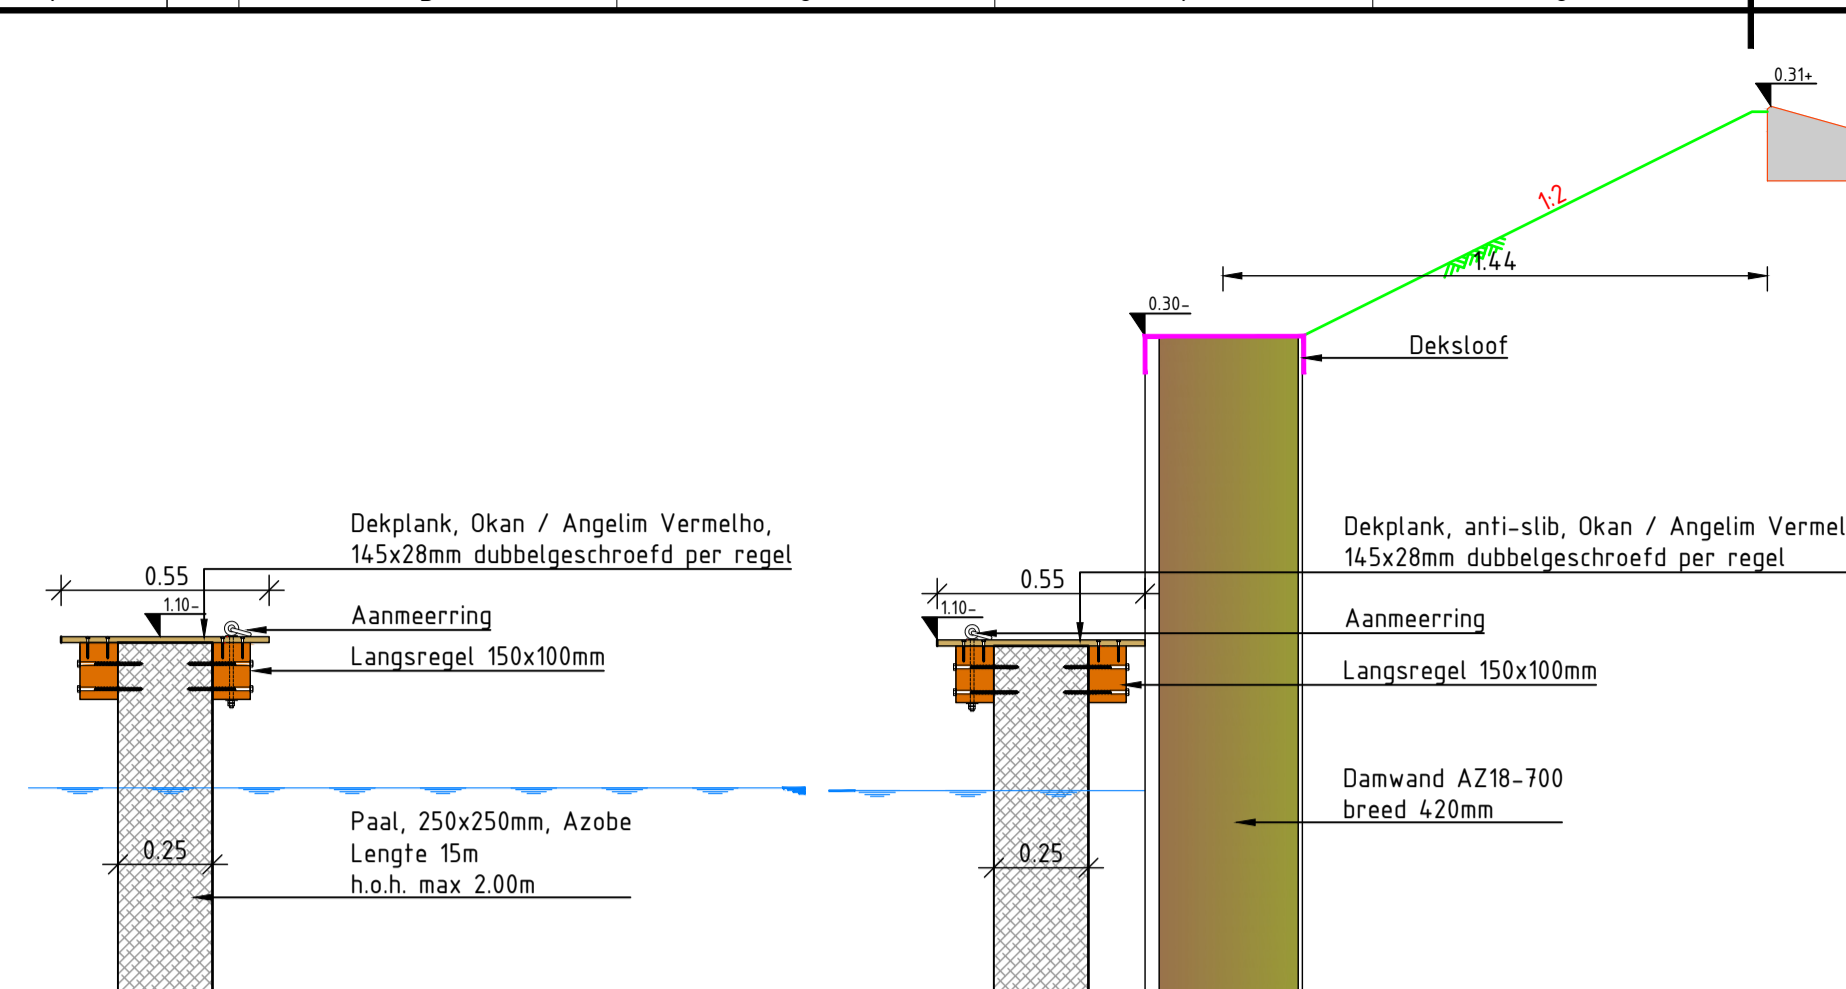 0.31+
1:2
1.44
0.30-
Deksloof
Dekplank, Okan / Angelim Vermelho,
145x28mm dubbelgeschroefd per regel
0.55
1.10-
Aanmeerring
Langsregel 150x100mm
Paal, 250x250mm, Azobe
Lengte 15m
h.o.h. max 2.00m
0.25
Dekplank, anti-slib, Okan / Angelim Vermel
145x28mm dubbelgeschroefd per regel
0.55
1.10-
Aanmeerring
Langsregel 150x100mm
Damwand AZ18-700
breed 420mm
0.25